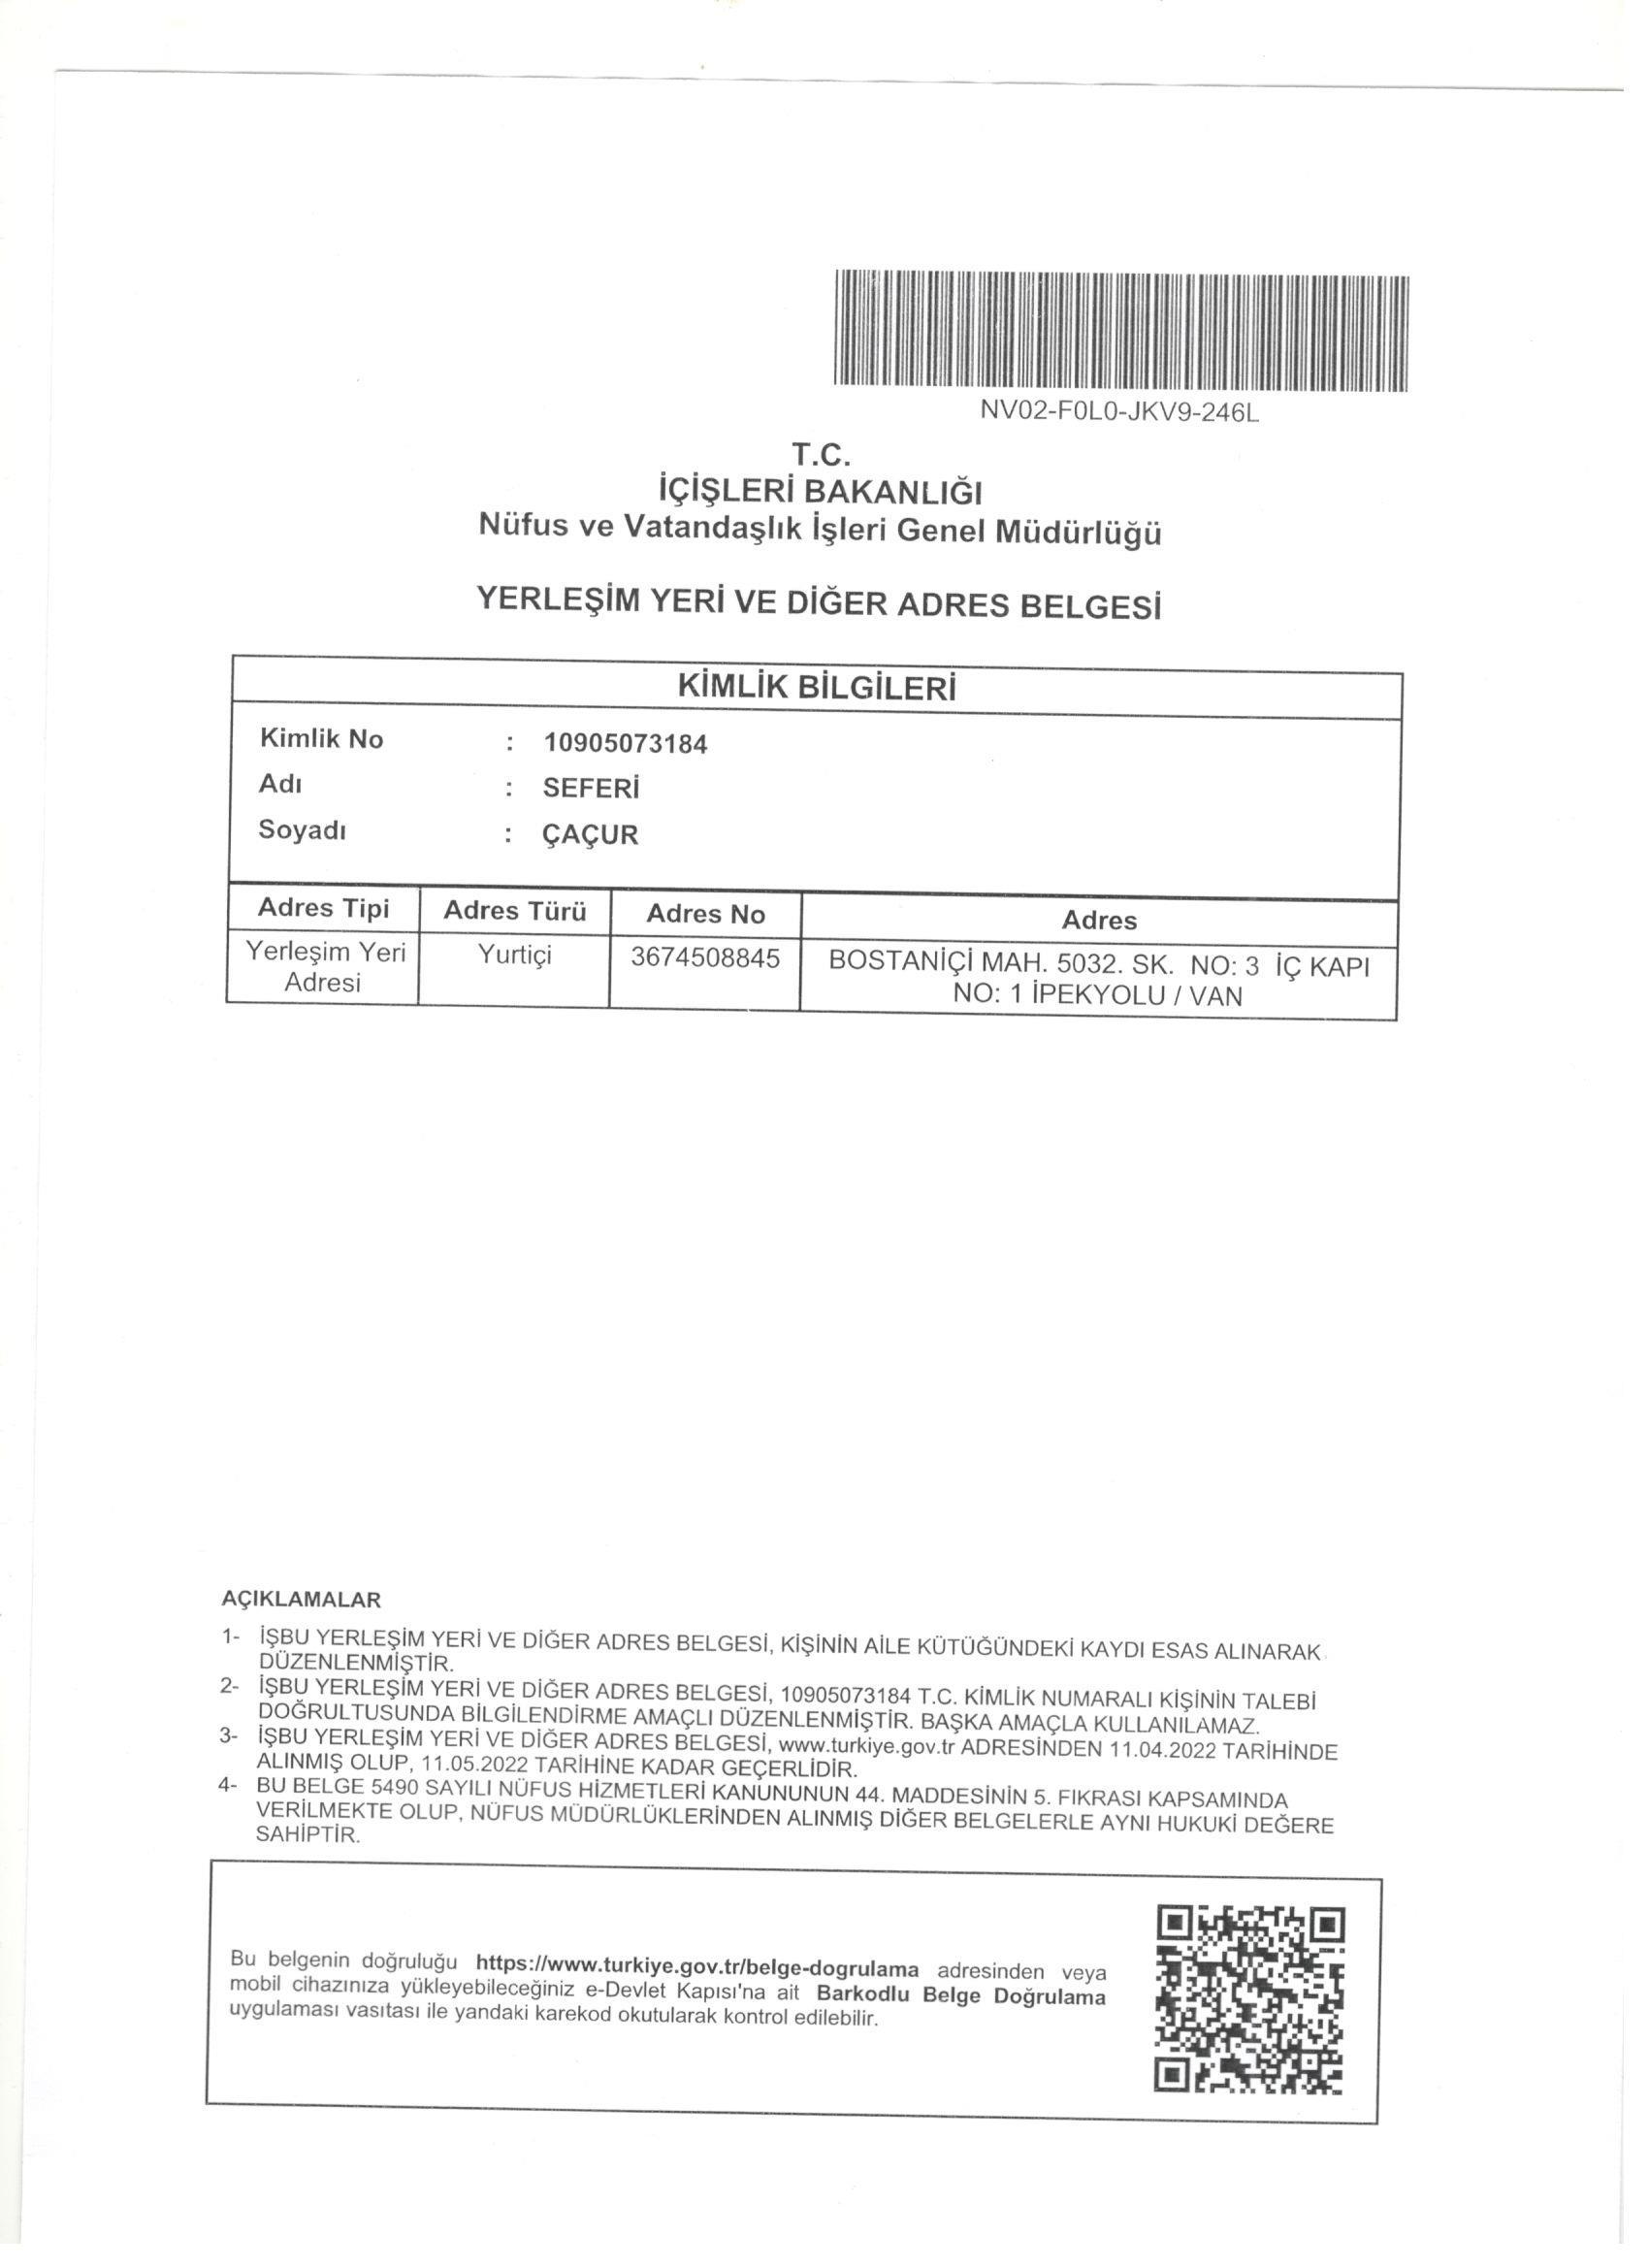 NV02-F0L0-JKV9-246L
T.C.
İÇİŞLERİ BAKANLIĞI
Nüfus ve Vatandaşlık İşleri Genel Müdürlüğü
YERLEŞİM YERİ VE DİĞER ADRES BELGESİ
KİMLİK BİLGİLERİ
Kimlik No : 10905073184
Adı : SEFERİ
Soyadı : ÇAÇUR
Adres Tipi Adres Türü Adres No Adres
Yerleşim Yeri Yurtiçi 3674508845 BOSTANİÇİ MAH. 5032. SK. NO: 3 İÇ KAPI
Adresi NO: 1 İPEKYOLU / VAN
AÇIKLAMALAR
1- İŞBU YERLEŞİM YERİ VE DİĞER ADRES BELGESİ, KİŞİNİN AİLE KÜTÜĞÜNDEKİ KAYDI ESAS ALINARAK
DÜZENLENMİŞTİR.
2- İŞBU YERLEŞİM YERİ VE DİĞER ADRES BELGESİ, 10905073184 T.C. KİMLİK NUMARALI KİŞİNİN TALEBİ
DOĞRULTUSUNDA BİLGİLENDİRME AMAÇLI DÜZENLENMİŞTİR. BAŞKA AMAÇLA KULLANILAMAZ.
3- İŞBU YERLEŞİM YERİ VE DİĞER ADRES BELGESİ, www.turkiye.gov.tr ADRESİNDEN 11.04.2022 TARİHİNDE
ALINMIŞ OLUP, 11.05.2022 TARİHİNE KADAR GEÇERLİDİR.
4- BU BELGE 5490 SAYILI NÜFUS HİZMETLERİ KANUNUNUN 44. MADDESİNİN 5. FIKRASI KAPSAMINDA
VERİLMEKTE OLUP, NÜFUS MÜDÜRLÜKLERİNDEN ALINMIŞ DİĞER BELGELERLE AYNI HUKUKİ DEĞERE
SAHİPTİR.
Bu belgenin doğruluğu https://www.turkiye.gov.tr/belge-dogrulama adresinden veya
mobil cihazınıza yükleyebileceğiniz e-Devlet Kapısı'na ait Barkodlu Belge Doğrulama
uygulaması vasıtası ile yandaki karekod okutularak kontrol edilebilir.